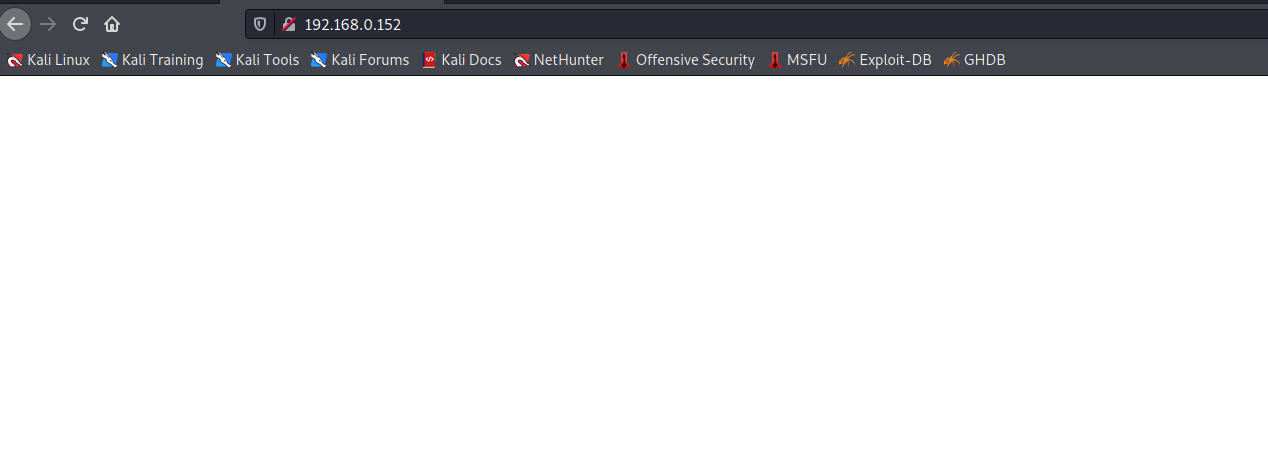 192.168.0.152
Kali Linux Kali Training Kali Tools Kali Forums Kali Docs NetHunter Offensive Security MSFU Exploit-DB GHDB